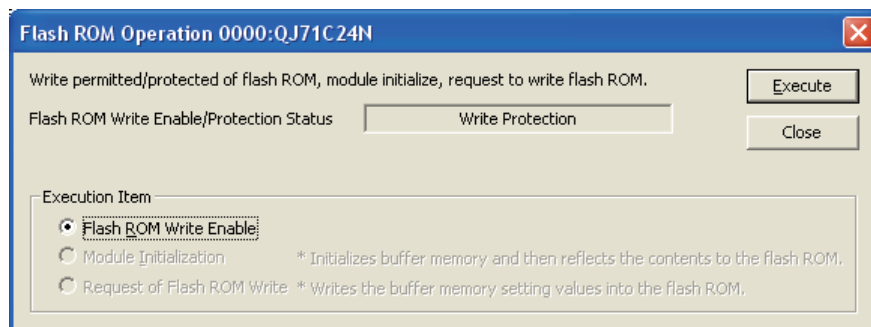 Flash ROM Operation 0000:QJ71C24N
Write permitted/protected of flash ROM, module initialize, request to write flash ROM.
Execute
Flash ROM Write Enable/Protection Status
Write Protection
Close
Execution Item
Flash ROM Write Enable
Module Initialization * Initializes buffer memory and then reflects the contents to the flash ROM.
Request of Flash ROM Write * Writes the buffer memory setting values into the flash ROM.